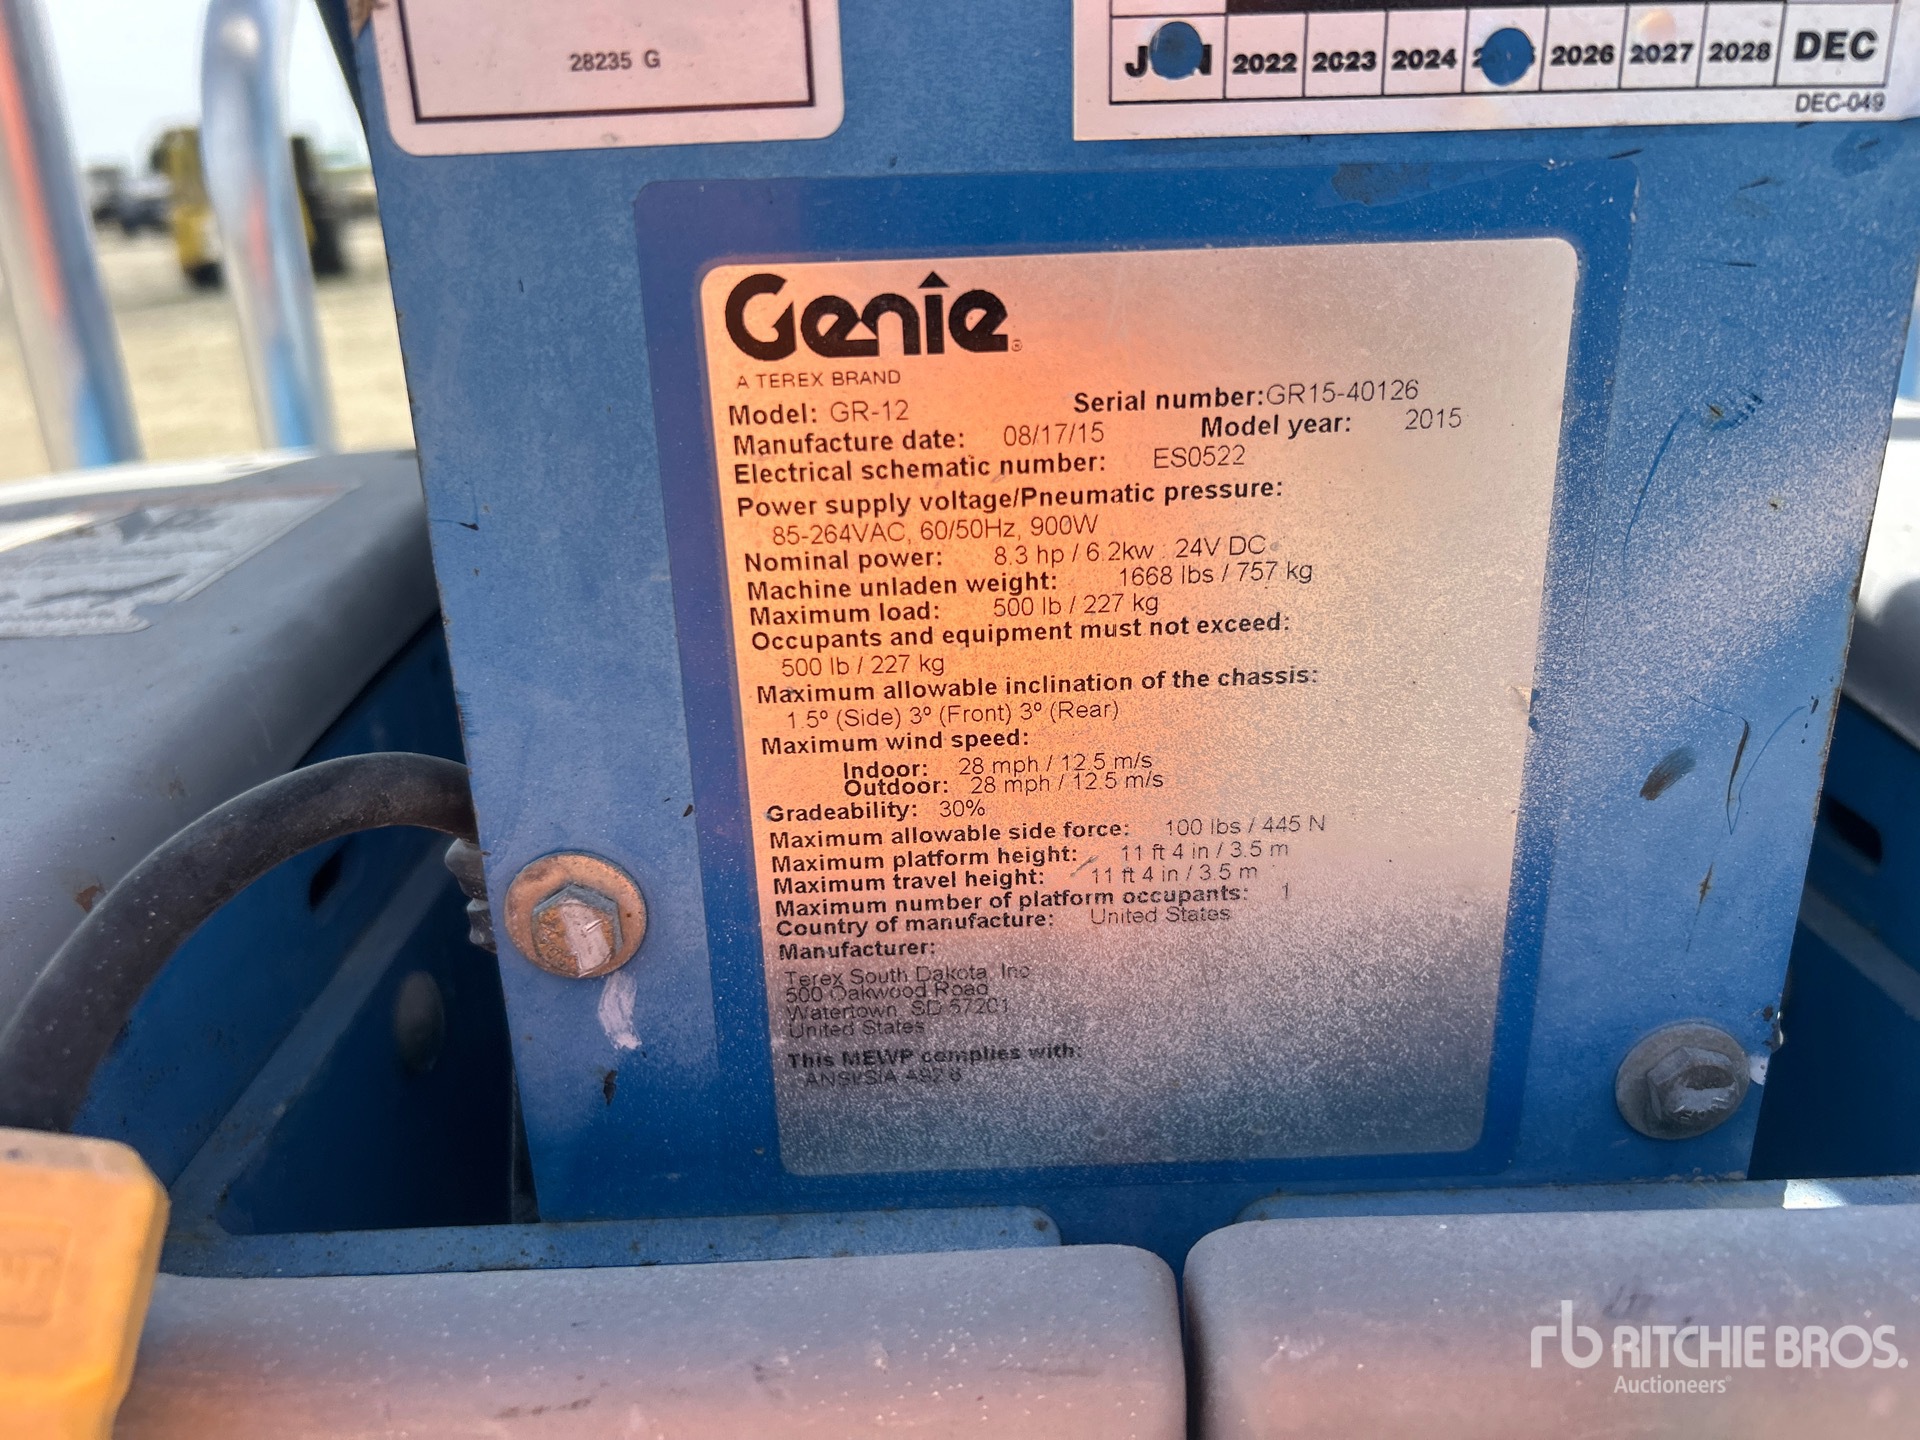 28235 G
2022 2023 2024 2026 2027 2028 DEC
DEC-049
Genie®
A TEREX BRAND
Model: GR-12 Serial number:GR15-40126
Manufacture date: 08/17/15 Model year: 2015
Electrical schematic number: ES0522
Power supply voltage/Pneumatic pressure:
85-264VAC, 60/50Hz, 900W
Nominal power: 8.3 hp / 6.2kw : 24V DC
Machine unladen weight: 1668 lbs / 757 kg
Maximum load: 500 lb / 227 kg
Occupants and equipment must not exceed:
500 lb / 227 kg
Maximum allowable inclination of the chassis:
1.5º (Side) 3º (Front) 3º (Rear)
Maximum wind speed:
Indoor: 28 mph / 12.5 m/s
Outdoor: 28 mph / 12.5 m/s
Gradeability: 30%
Maximum allowable side force: 100 lbs / 445 N
Maximum platform height: 11 ft 4 in / 3.5 m
Maximum travel height: 11 ft 4 in / 3.5 m
Maximum number of platform occupants: 1
Country of manufacture: United States
Manufacturer:
Terex South Dakota, Inc
500 Oakwood Road
Watertown, SD 57201
United States
This MEWP complies with:
ANSI/SIA A92.6
rb RITCHIE BROS.
Auctioneers